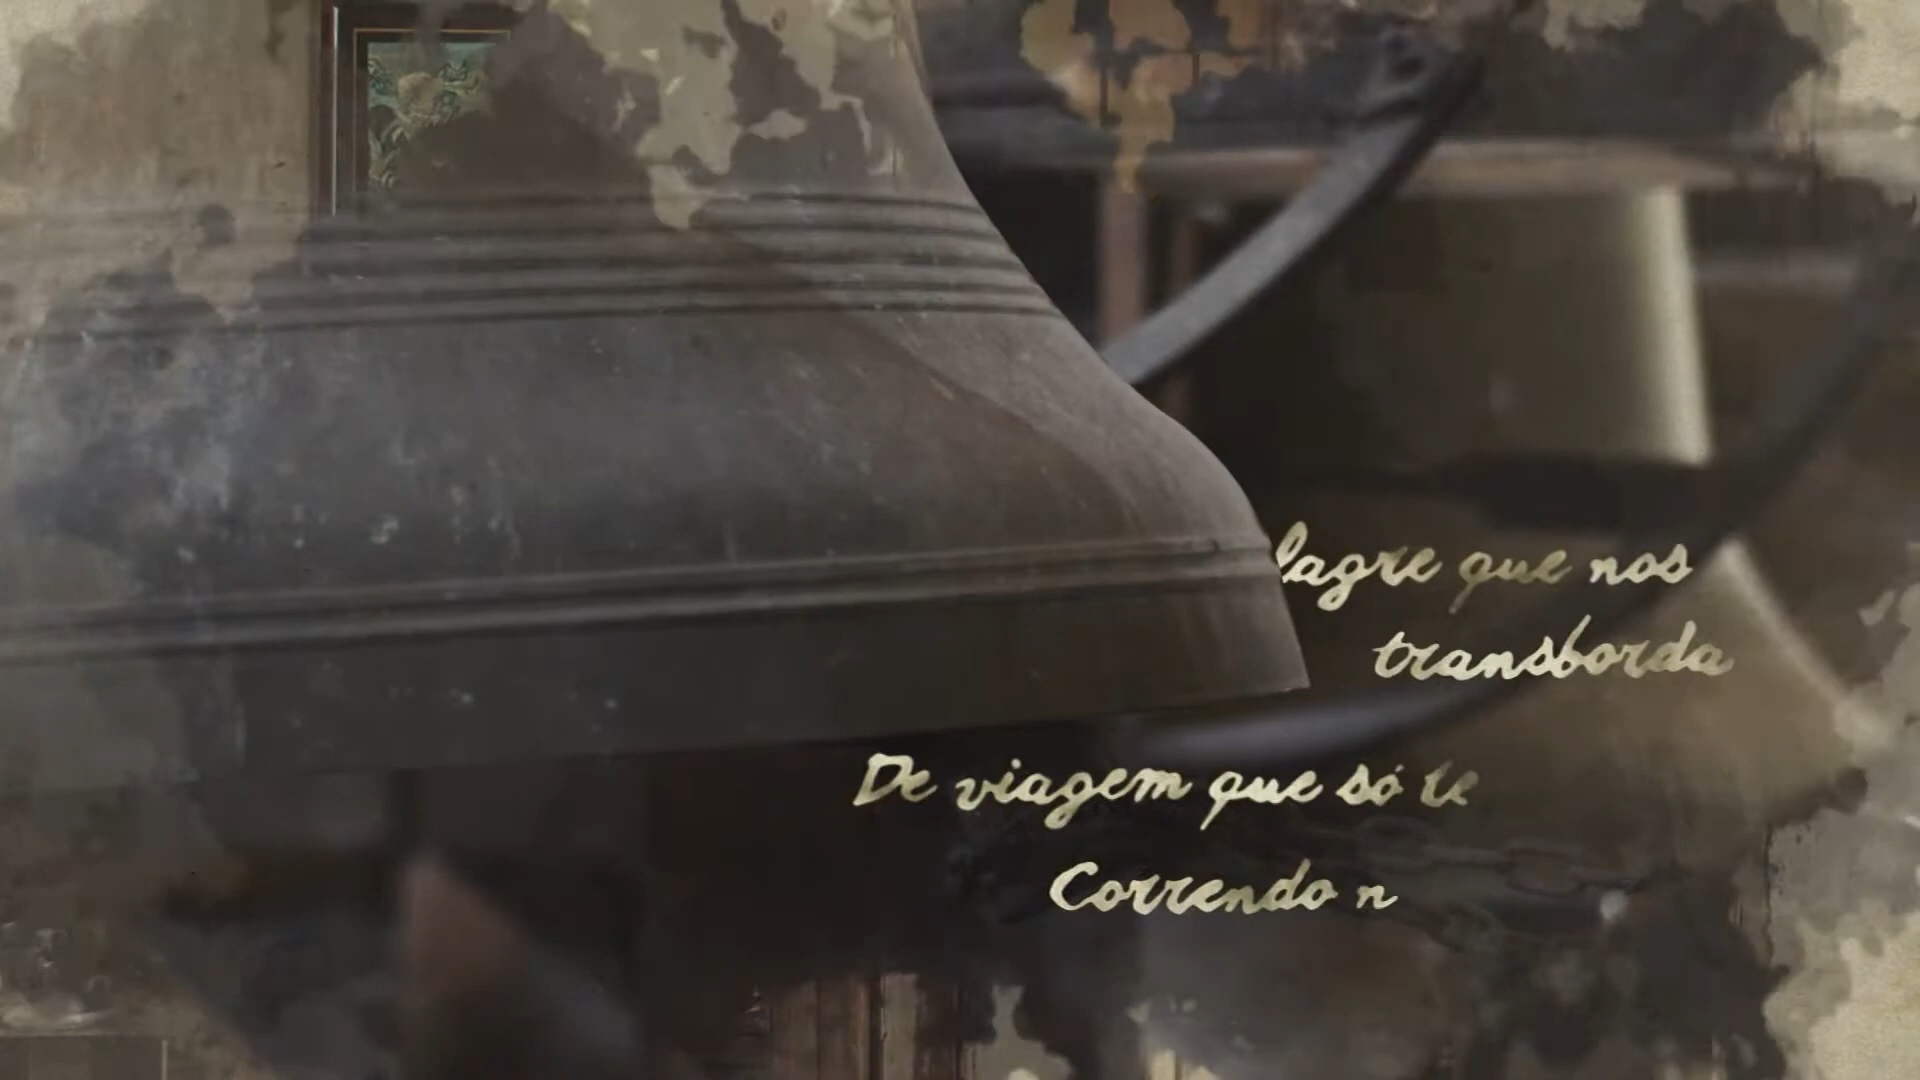 lagre que nos
transborda
De viagem que só te
Correndo n